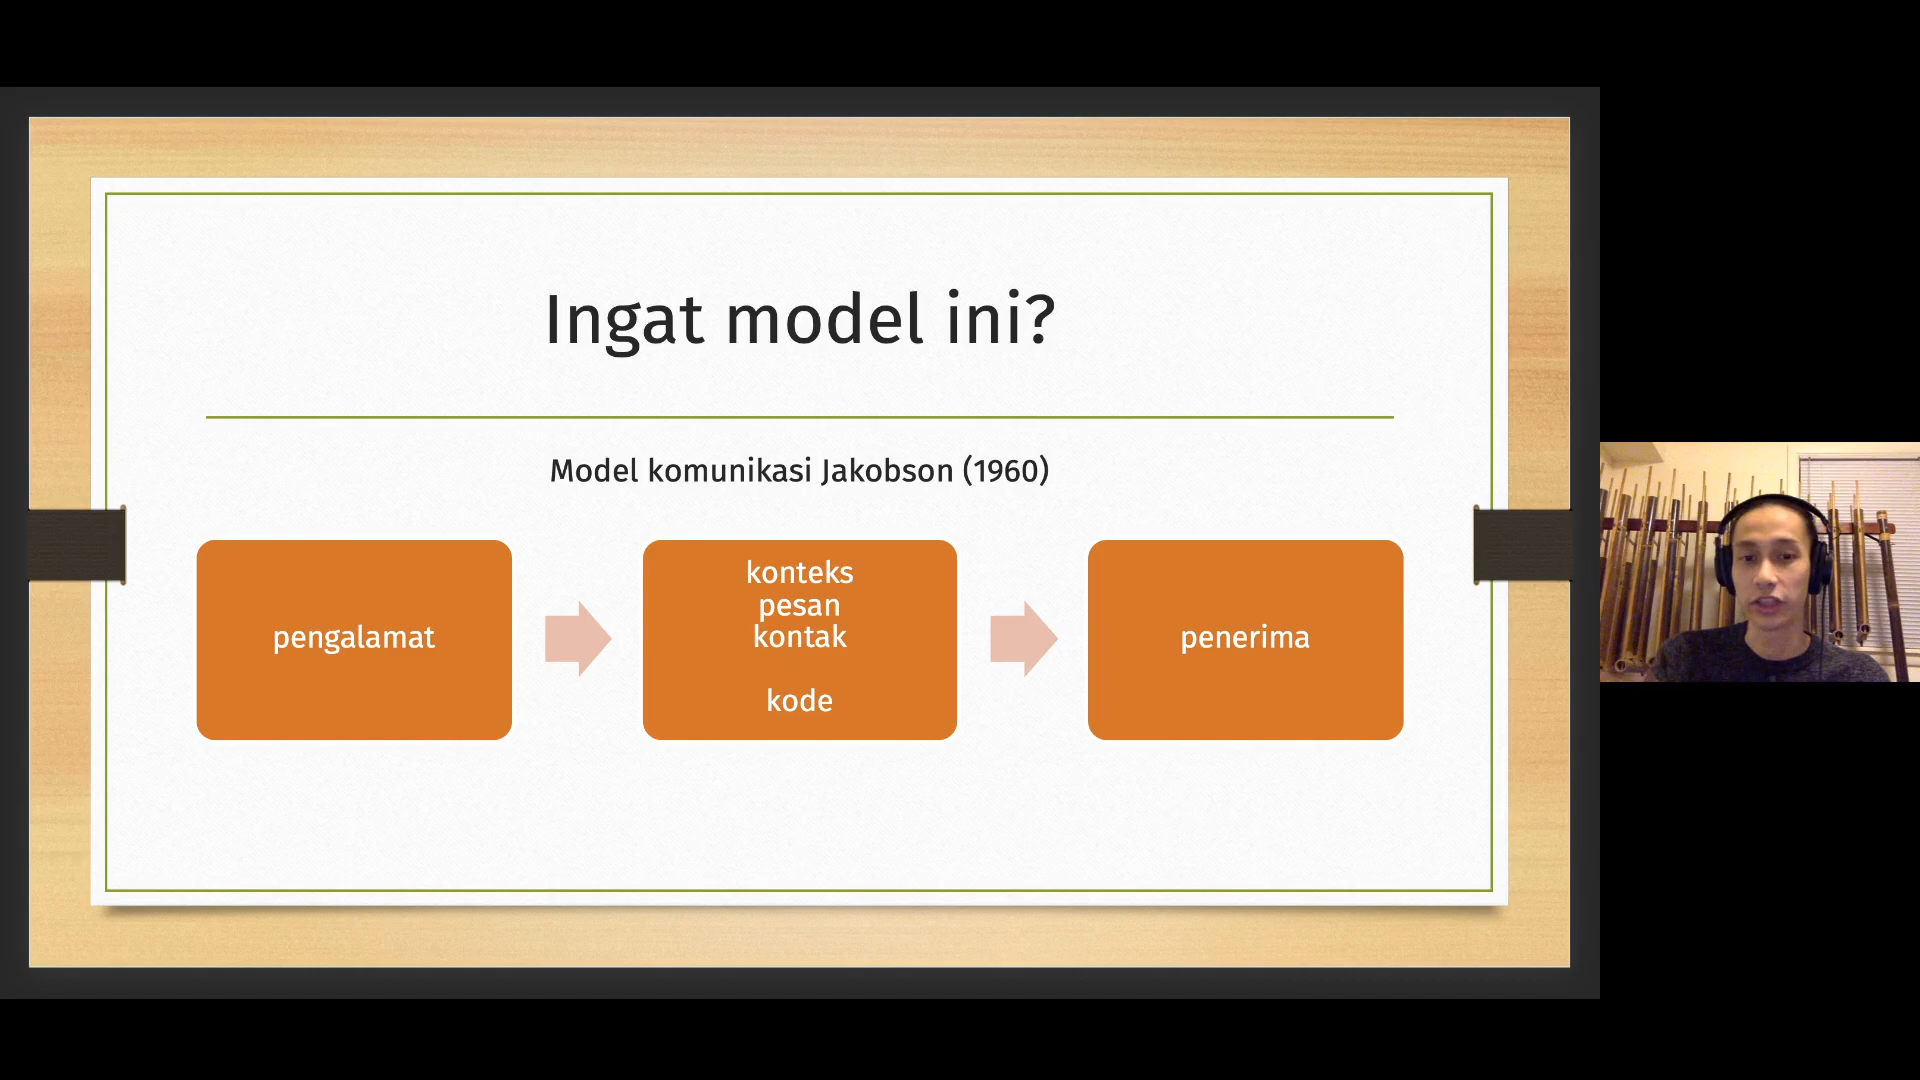 Ingat model ini?
Model komunikasi Jakobson (1960)
pengalamat
konteks
pesan
kontak
kode
penerima